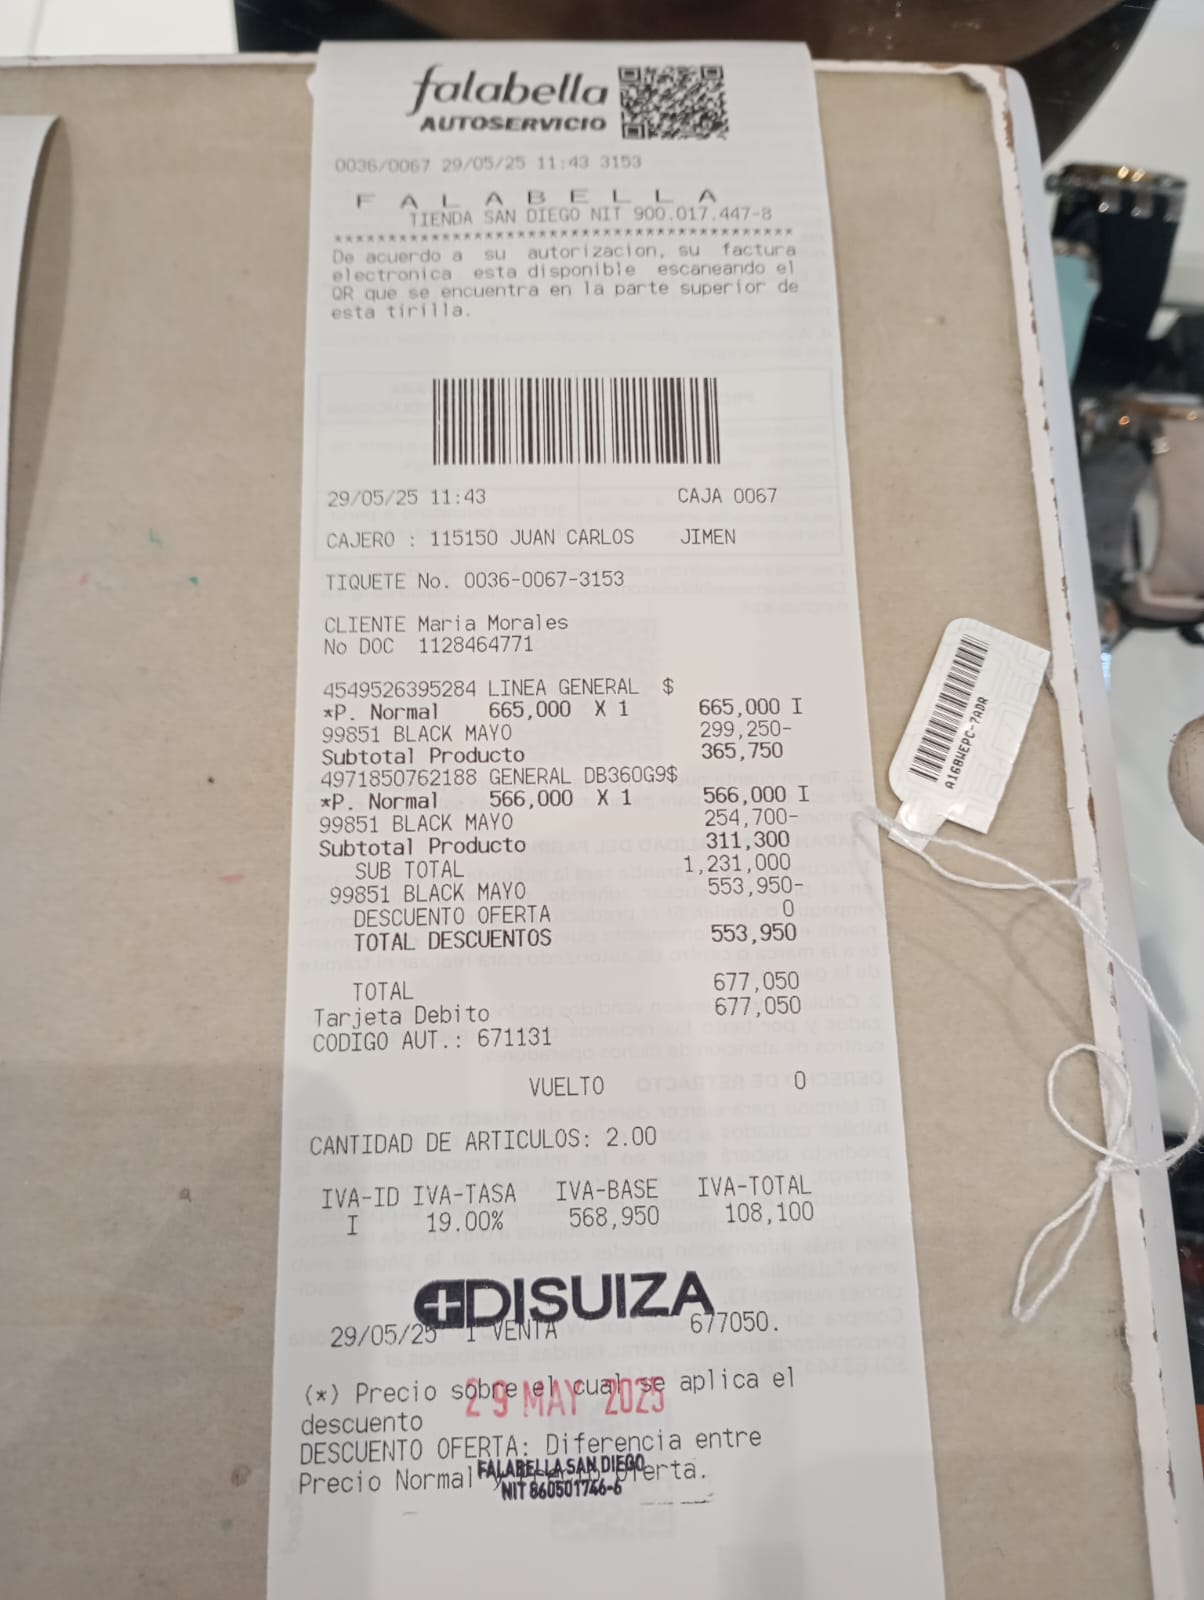 falabella
AUTOSERVICIO
0036/0067 29/05/25 11:43 3153
F A L A B E L L A
TIENDA SAN DIEGO NIT 900.017.447-8
******************************************
De acuerdo a su autorizacion, su factura
electronica esta disponible escaneando el
QR que se encuentra en la parte superior de
esta tirilla.
29/05/25 11:43 CAJA 0067
CAJERO : 115150 JUAN CARLOS JIMEN
TIQUETE No. 0036-0067-3153
CLIENTE Maria Morales
No DOC 1128464771
4549526395284 LINEA GENERAL $
*P. Normal 665,000 X 1 665,000 I
99851 BLACK MAYO 299,250-
Subtotal Producto 365,750
4971850762188 GENERAL DB360G9$
*P. Normal 566,000 X 1 566,000 I
99851 BLACK MAYO 254,700-
Subtotal Producto 311,300
SUB TOTAL 1,231,000
99851 BLACK MAYO 553,950-
DESCUENTO OFERTA 0
TOTAL DESCUENTOS 553,950
TOTAL 677,050
Tarjeta Debito 677,050
CODIGO AUT.: 671131
VUELTO 0
CANTIDAD DE ARTICULOS: 2.00
IVA-ID IVA-TASA IVA-BASE IVA-TOTAL
I 19.00% 568,950 108,100
DISUIZA
29/05/25 1 VENTA 677050.
(*) Precio sobre el cual se aplica el
29 MAY 2025
descuento
DESCUENTO OFERTA: Diferencia entre
Precio Normal y Precio Oferta.
FALABELLA SAN DIEGO
NIT 860501746-6
A168WEPC-7ADR